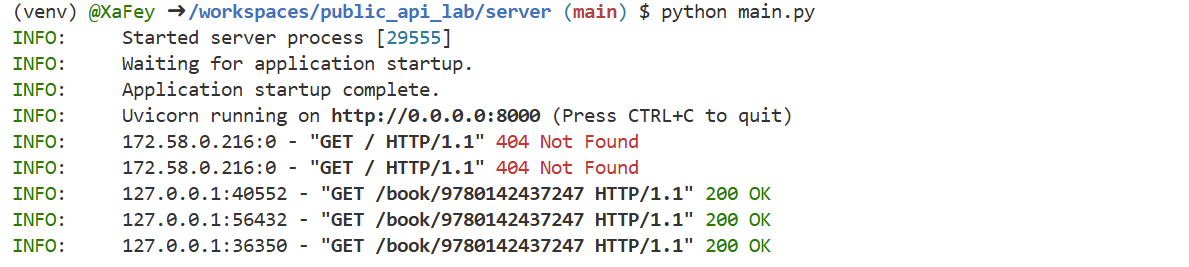 (venv) @XaFey ➜/workspaces/public_api_lab/server (main) $ python main.py
INFO:     Started server process [29555]
INFO:     Waiting for application startup.
INFO:     Application startup complete.
INFO:     Uvicorn running on http://0.0.0.0:8000 (Press CTRL+C to quit)
INFO:     172.58.0.216:0 - "GET / HTTP/1.1" 404 Not Found
INFO:     172.58.0.216:0 - "GET / HTTP/1.1" 404 Not Found
INFO:     127.0.0.1:40552 - "GET /book/9780142437247 HTTP/1.1" 200 OK
INFO:     127.0.0.1:56432 - "GET /book/9780142437247 HTTP/1.1" 200 OK
INFO:     127.0.0.1:36350 - "GET /book/9780142437247 HTTP/1.1" 200 OK